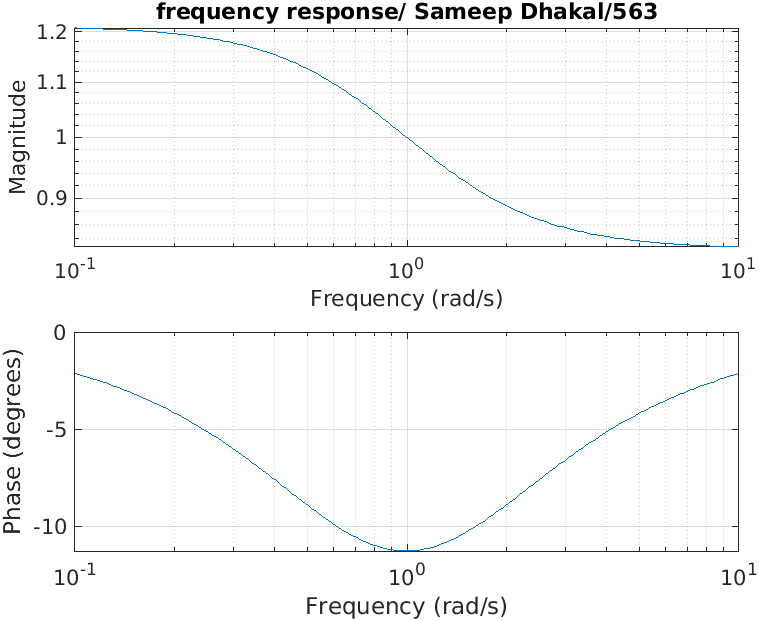 frequency response/ Sameep Dhakal/563
1.2
1.1
1
0.9
Magnitude
10^-1
10^0
10^1
Frequency (rad/s)
0
-5
-10
Phase (degrees)
10^-1
10^0
10^1
Frequency (rad/s)